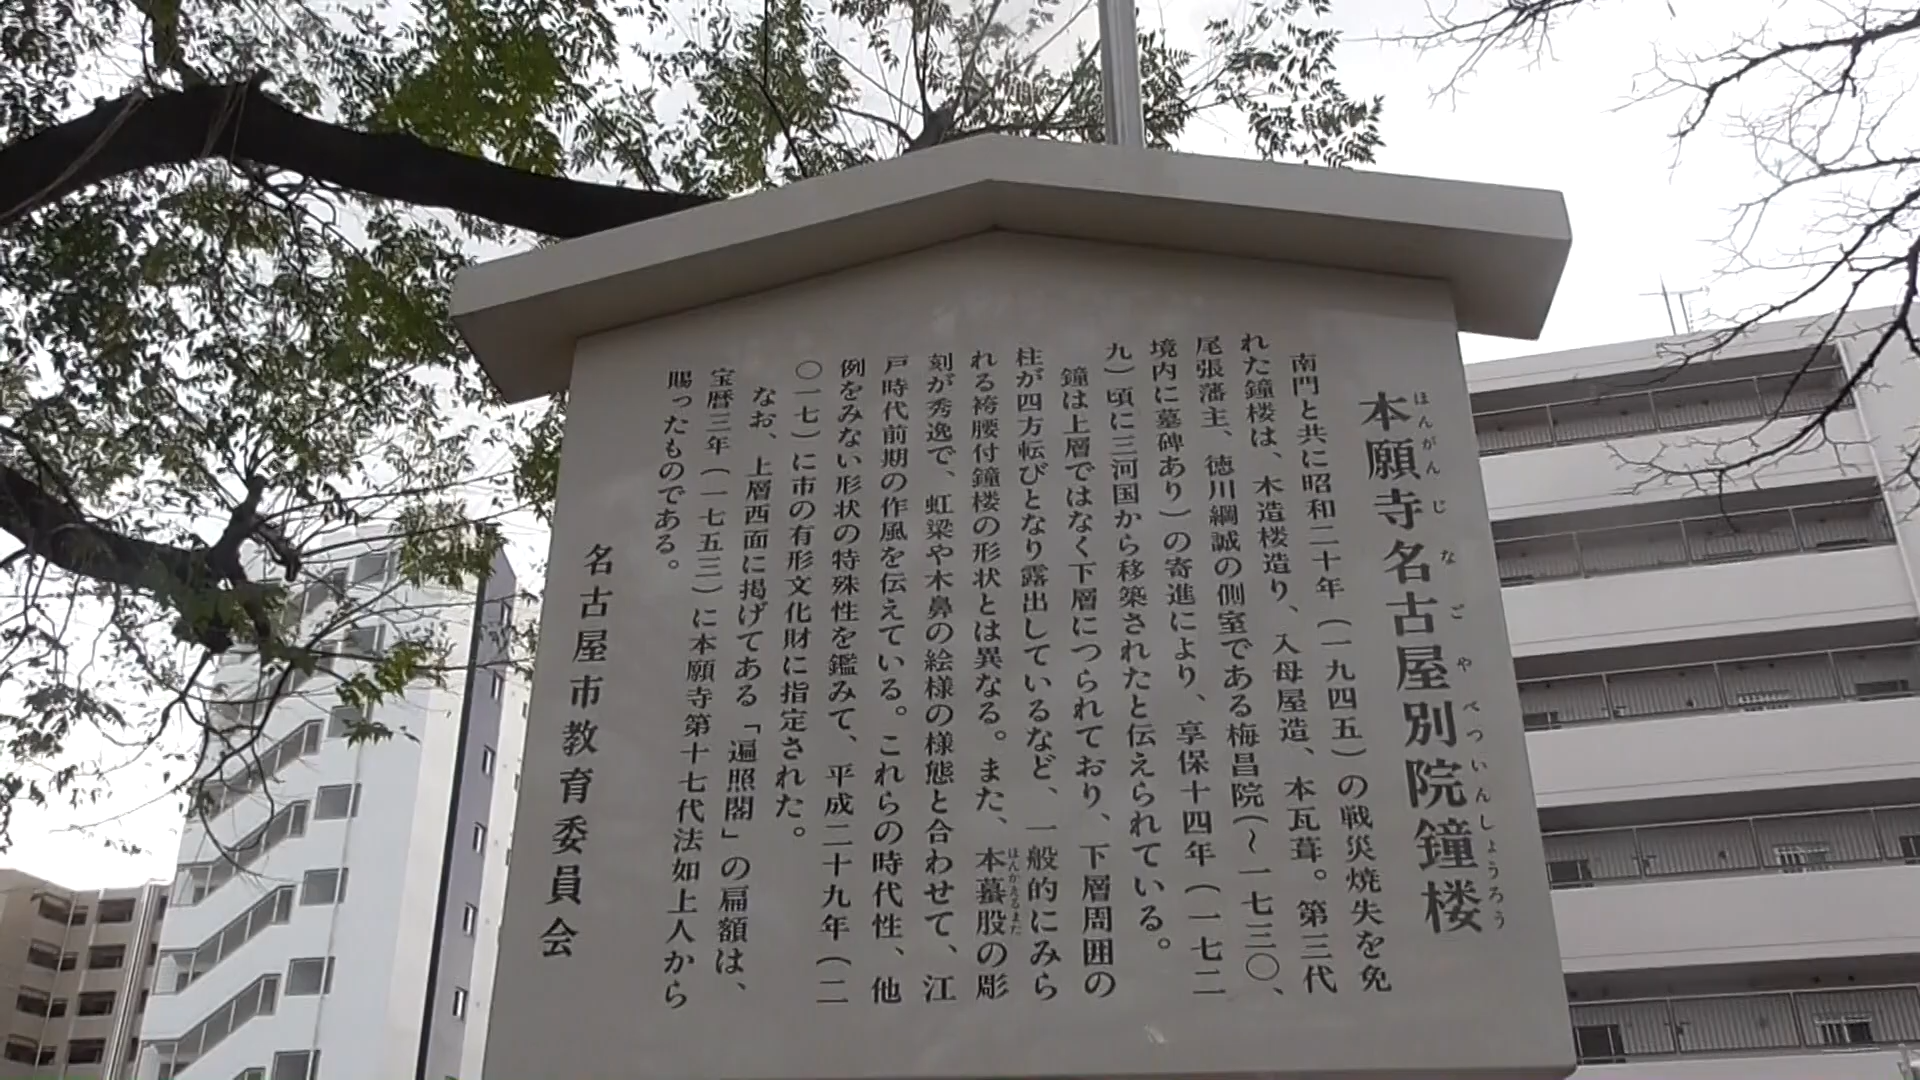 本願寺名古屋別院鐘楼
ほんがんじなごやべついんしょうろう
南門と共に昭和二十年（一九四五）の戦災焼失を免
れた鐘楼は、木造楼造り、入母屋造、本瓦葺。第三代
尾張藩主、徳川綱誠の側室である梅昌院（～一七三〇、
境内に墓碑あり）の寄進により、享保十四年（一七二
九）頃に三河国から移築されたと伝えられている。
鐘は上層ではなく下層につられており、下層周囲の
柱が四方転びとなり露出しているなど、一般的にみら
れる袴腰付鐘楼の形状とは異なる。また、本蟇股の彫
ほんかえるまた
刻が秀逸で、虹梁や木鼻の絵様の様態と合わせて、江
戸時代前期の作風を伝えている。これらの時代性、他
例をみない形状の特殊性を鑑みて、平成二十九年（二
〇一七）に市の有形文化財に指定された。
なお、上層西面に掲げてある「遍照閣」の扁額は、
宝暦三年（一七五三）に本願寺第十七代法如上人から
賜ったものである。
名古屋市教育委員会